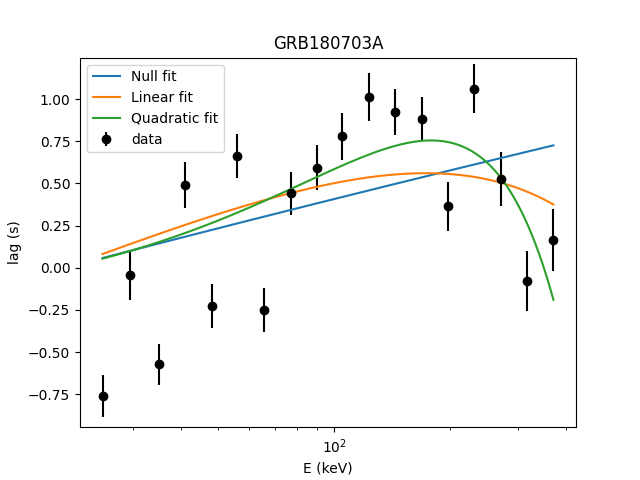 GRB180703A
Null fit
Linear fit
Quadratic fit
data
1.00
0.75
0.50
0.25
0.00
−0.25
−0.50
−0.75
lag (s)
10²
E (keV)